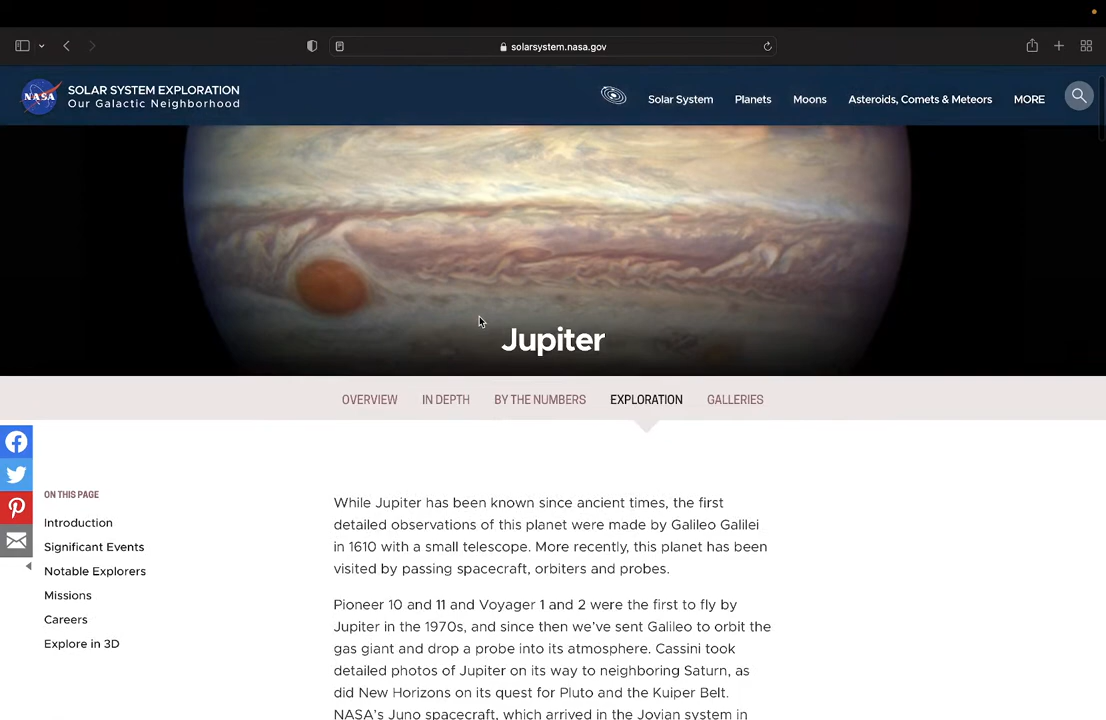 solarsystem.nasa.gov
NASA
SOLAR SYSTEM EXPLORATION
Our Galactic Neighborhood
Solar System
Planets
Moons
Asteroids, Comets & Meteors
MORE
Jupiter
OVERVIEW
IN DEPTH
BY THE NUMBERS
EXPLORATION
GALLERIES
ON THIS PAGE
Introduction
Significant Events
Notable Explorers
Missions
Careers
Explore in 3D
While Jupiter has been known since ancient times, the first
detailed observations of this planet were made by Galileo Galilei
in 1610 with a small telescope. More recently, this planet has been
visited by passing spacecraft, orbiters and probes.
Pioneer 10 and 11 and Voyager 1 and 2 were the first to fly by
Jupiter in the 1970s, and since then we've sent Galileo to orbit the
gas giant and drop a probe into its atmosphere. Cassini took
detailed photos of Jupiter on its way to neighboring Saturn, as
did New Horizons on its quest for Pluto and the Kuiper Belt.
NASA's Juno spacecraft, which arrived in the Jovian system in